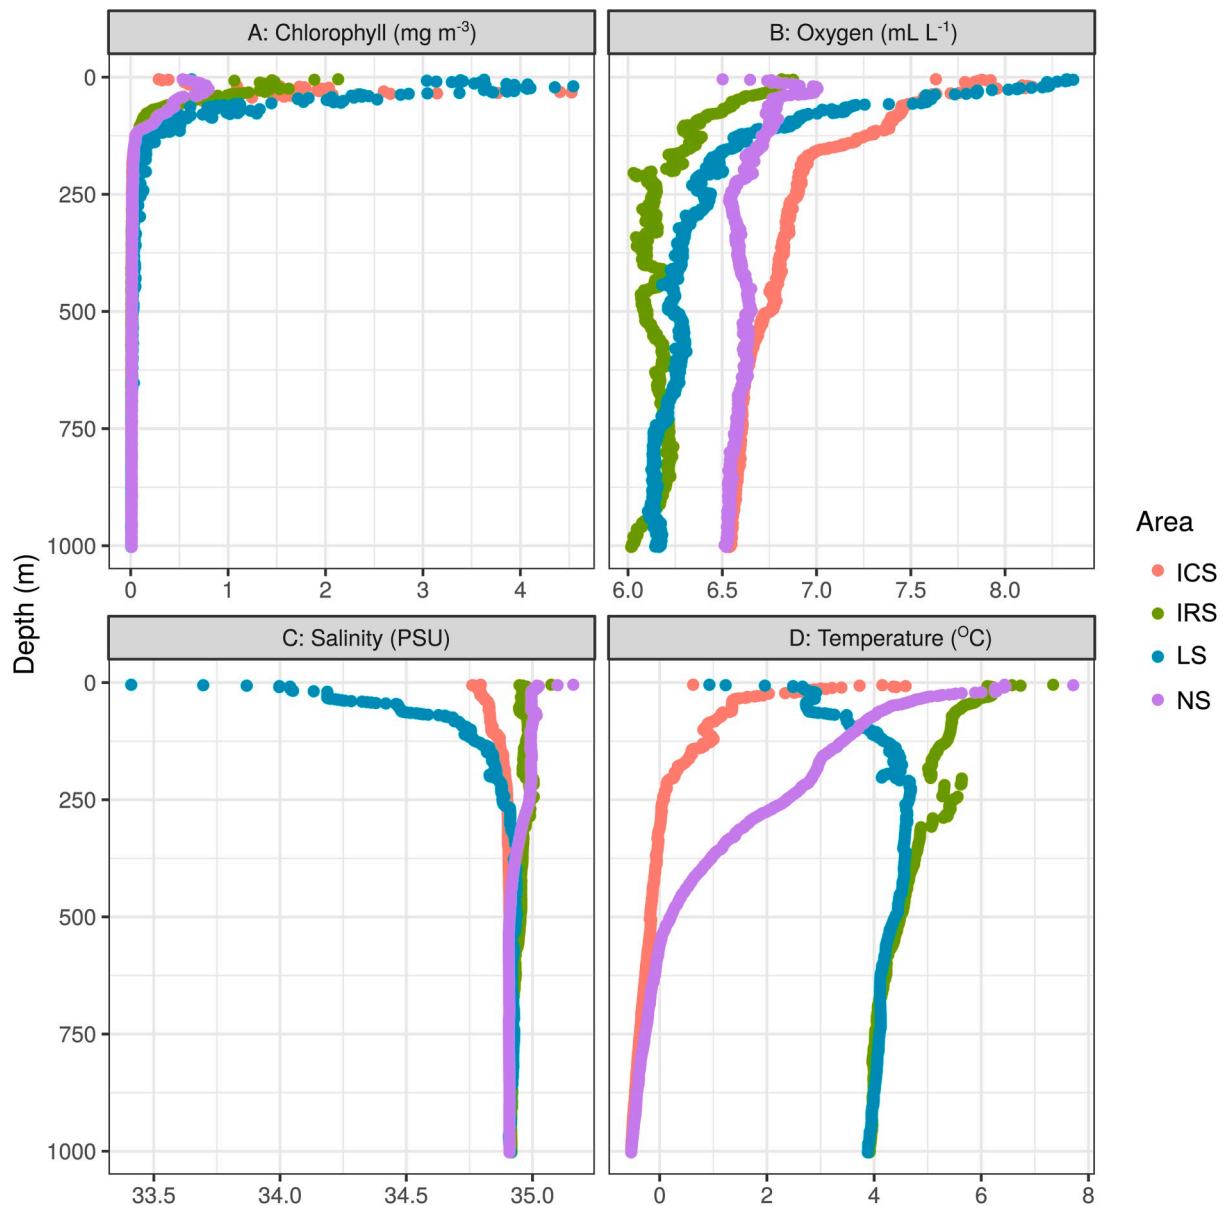 A: Chlorophyll (mg m-3)
B: Oxygen (mL L-1)
0
250
500
750
1000
0 1 2 3 4
6.0 6.5 7.0 7.5 8.0
C: Salinity (PSU)
D: Temperature (OC)
0
250
500
750
1000
33.5 34.0 34.5 35.0
0 2 4 6 8
Depth (m)
Area
ICS
IRS
LS
NS